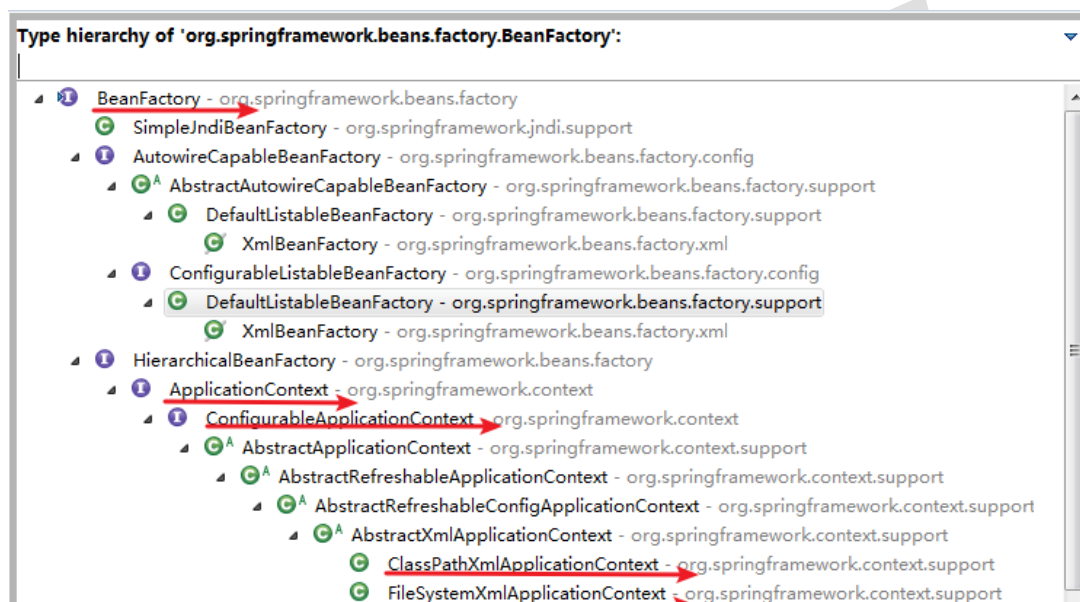 Type hierarchy of 'org.springframework.beans.factory.BeanFactory':
BeanFactory - org.springframework.beans.factory
SimpleJndiBeanFactory - org.springframework.jndi.support
AutowireCapableBeanFactory - org.springframework.beans.factory.config
AbstractAutowireCapableBeanFactory - org.springframework.beans.factory.support
DefaultListableBeanFactory - org.springframework.beans.factory.support
XmlBeanFactory - org.springframework.beans.factory.xml
ConfigurableListableBeanFactory - org.springframework.beans.factory.config
DefaultListableBeanFactory - org.springframework.beans.factory.support
XmlBeanFactory - org.springframework.beans.factory.xml
HierarchicalBeanFactory - org.springframework.beans.factory
ApplicationContext - org.springframework.context
ConfigurableApplicationContext - org.springframework.context
AbstractApplicationContext - org.springframework.context.support
AbstractRefreshableApplicationContext - org.springframework.context.support
AbstractRefreshableConfigApplicationContext - org.springframework.context.support
AbstractXmlApplicationContext - org.springframework.context.support
ClassPathXmlApplicationContext - org.springframework.context.support
FileSystemXmlApplicationContext - org.springframework.context.support